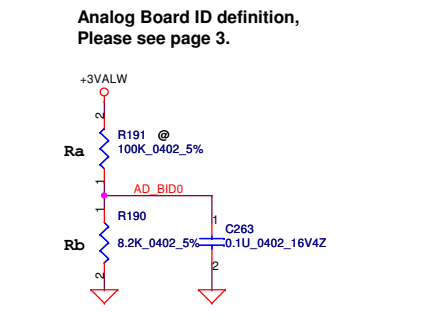 Analog Board ID definition,
Please see page 3.
+3VALW
2
R191 @
100K_0402_5%
Ra
1
AD_BID0
1
R190
1
C263
Rb
8.2K_0402_5%
0.1U_0402_16V4Z
2
2